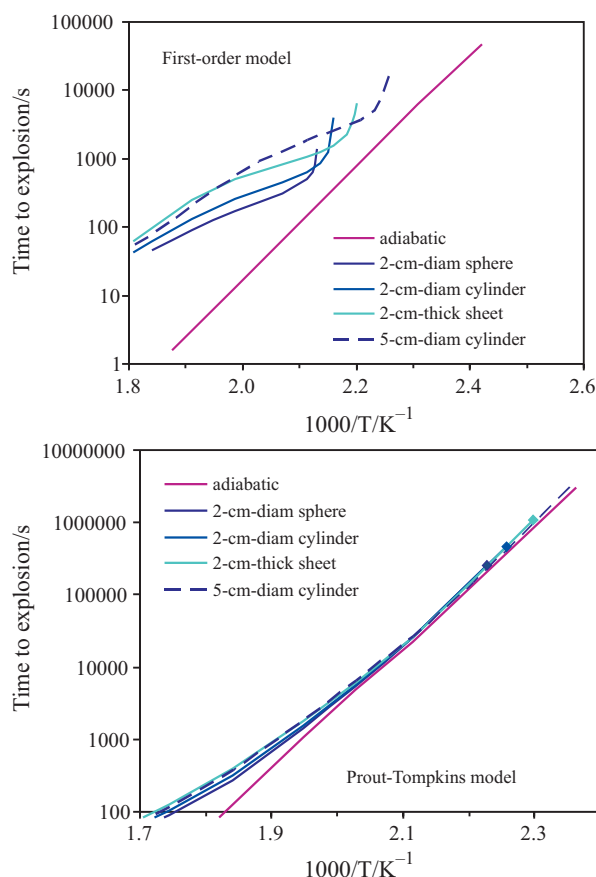 100000
10000
1000
100
10
1
Time to explosion/s
First-order model
adiabatic
2-cm-diam sphere
2-cm-diam cylinder
2-cm-thick sheet
5-cm-diam cylinder
1.8 2.0 2.2 2.4 2.6
1000/T/K⁻¹
10000000
1000000
100000
10000
1000
100
Time to explosion/s
adiabatic
2-cm-diam sphere
2-cm-diam cylinder
2-cm-thick sheet
5-cm-diam cylinder
Prout-Tompkins model
1.7 1.9 2.1 2.3
1000/T/K⁻¹